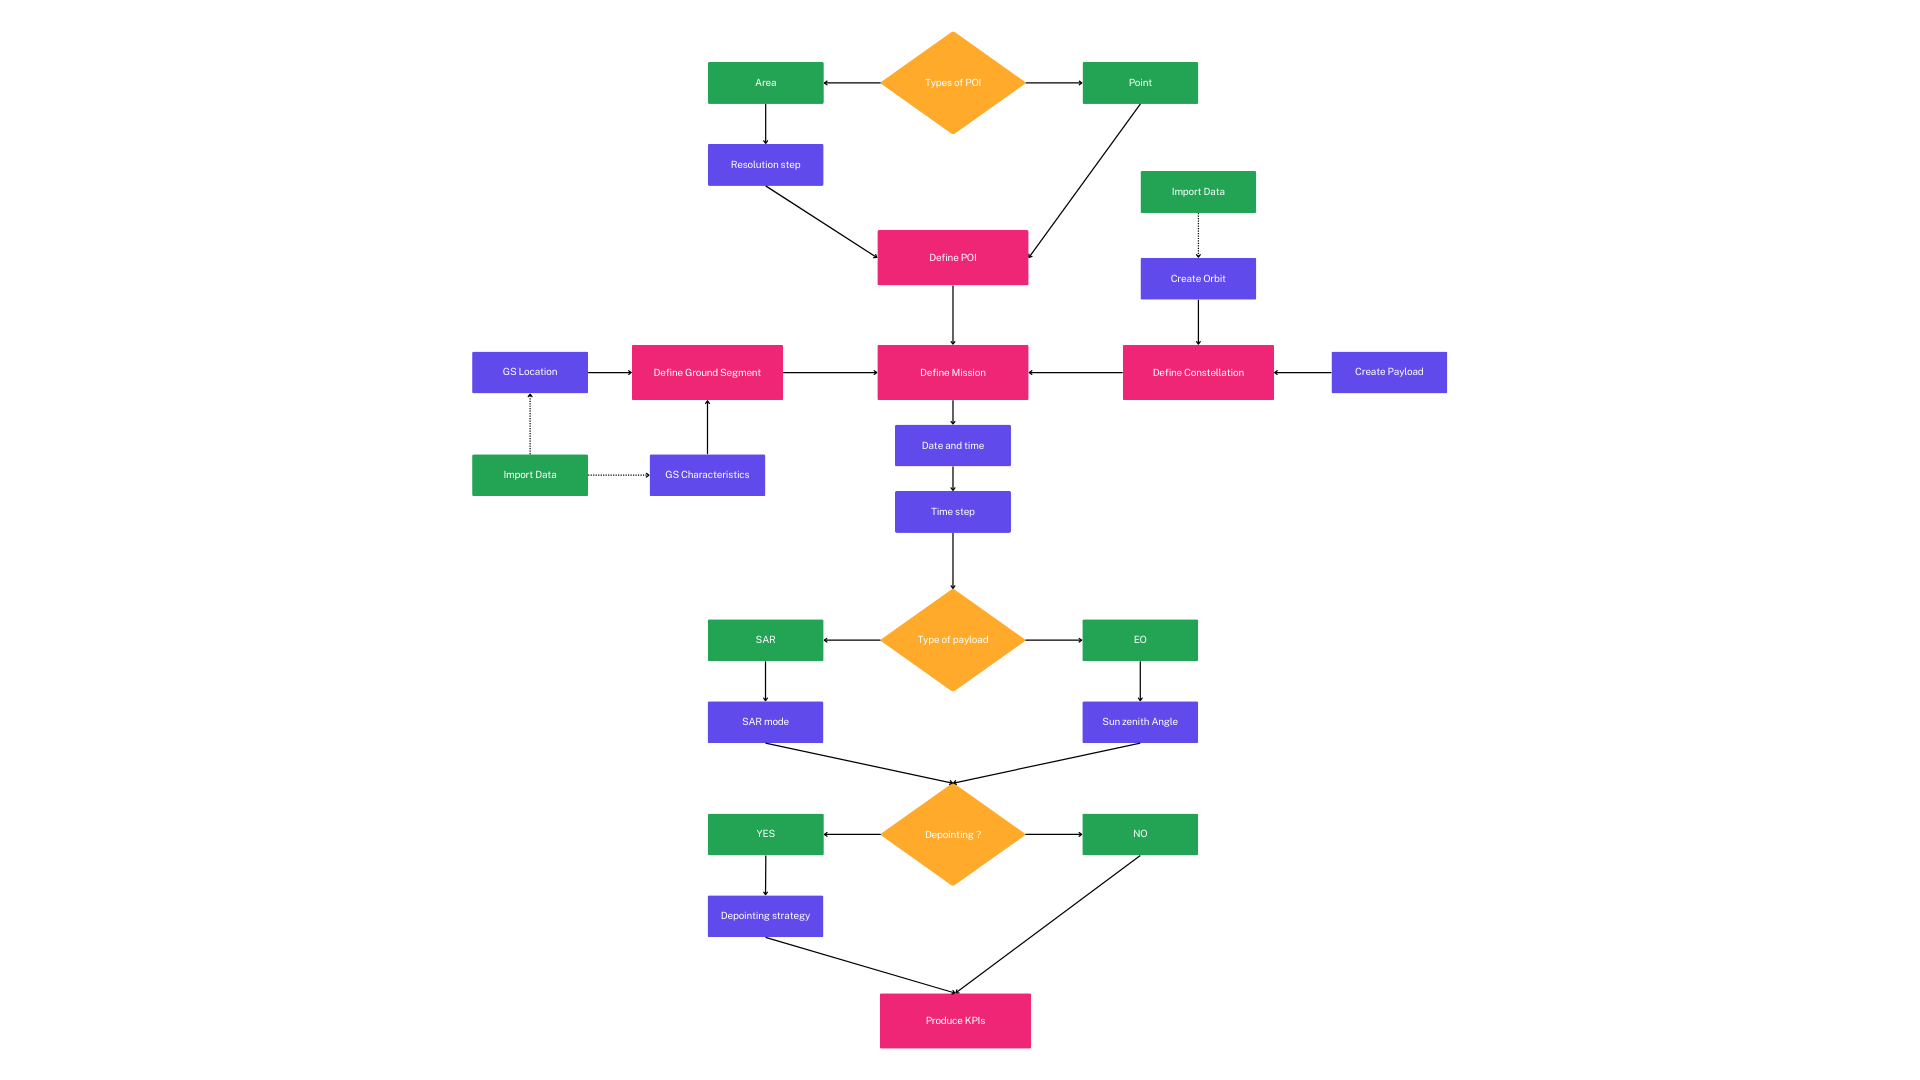 Area
Types of POI
Point
Resolution step
Import Data
Define POI
Create Orbit
GS Location
Define Ground Segment
Define Mission
Define Constellation
Create Payload
Date and time
Import Data
GS Characteristics
Time step
SAR
Type of payload
EO
SAR mode
Sun zenith Angle
YES
Depointing ?
NO
Depointing strategy
Produce KPIs